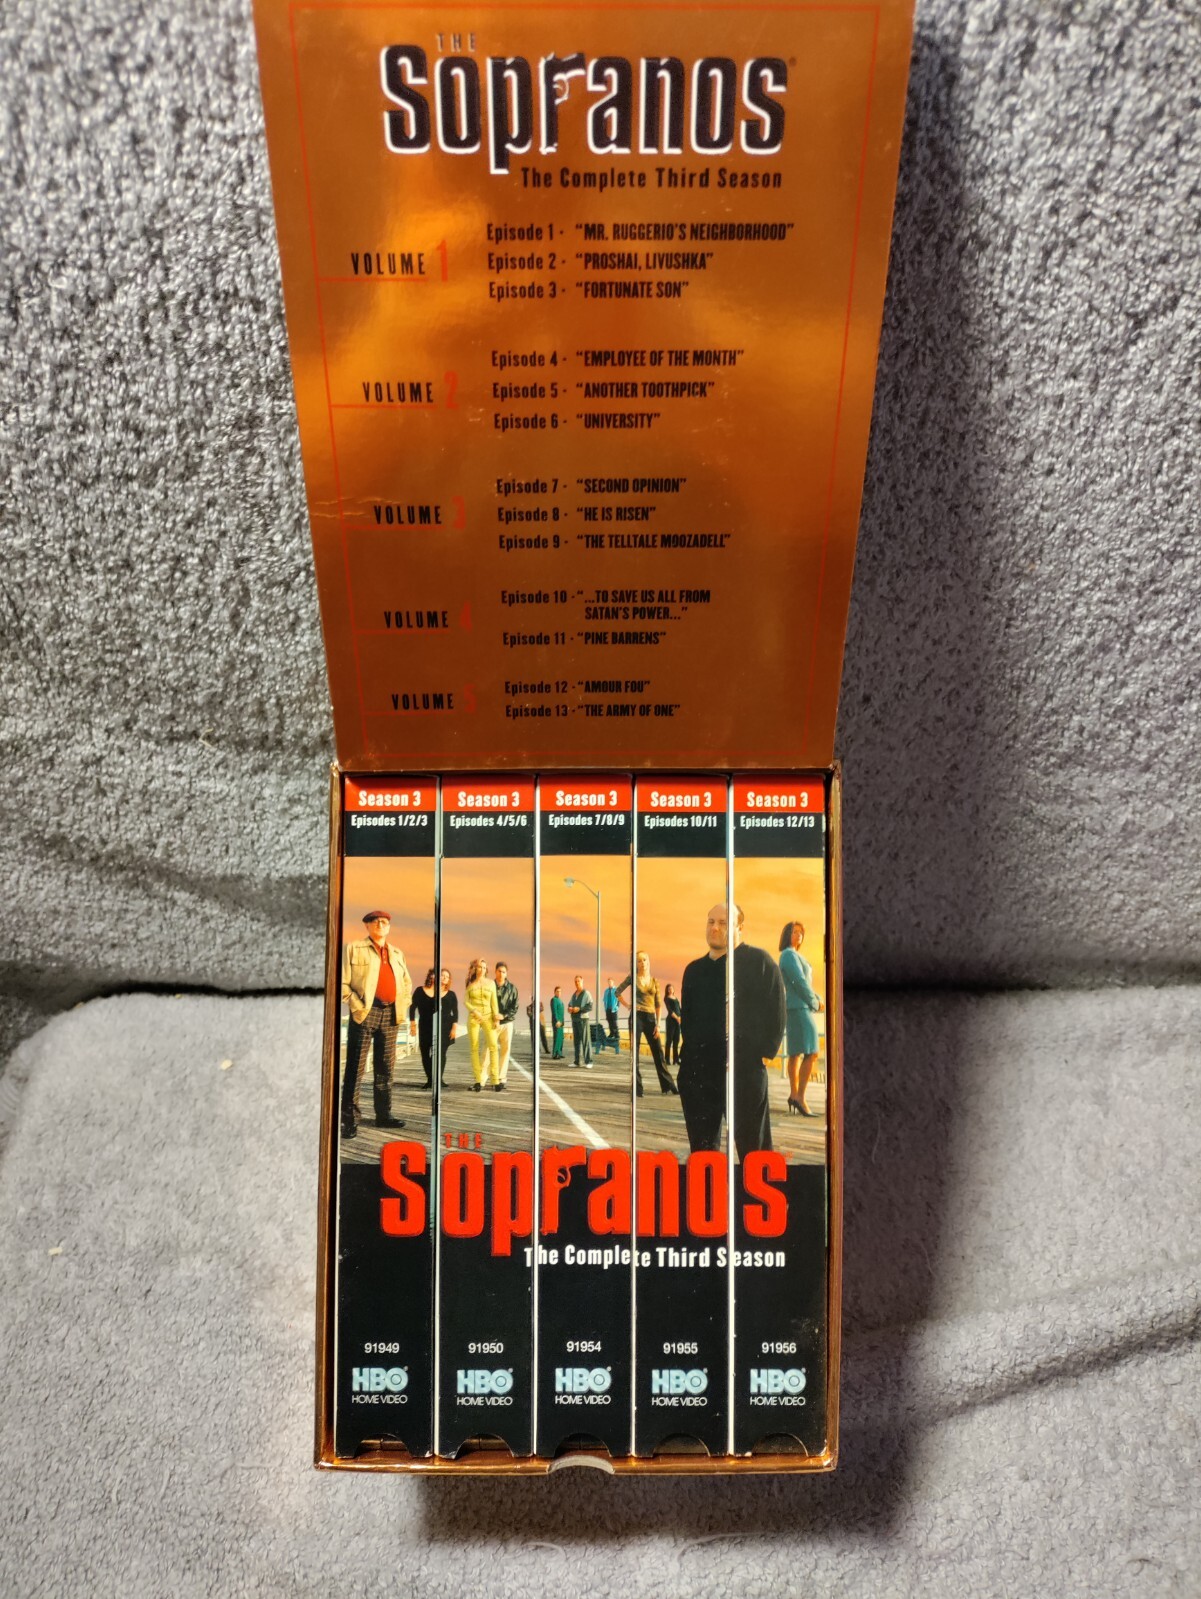 THE
Sopranos
The Complete Third Season
VOLUME 1
Episode 1 - "MR. RUGGERIO'S NEIGHBORHOOD"
Episode 2 - "PROSHAI, LIVUSHKA"
Episode 3 - "FORTUNATE SON"
VOLUME 2
Episode 4 - "EMPLOYEE OF THE MONTH"
Episode 5 - "ANOTHER TOOTHPICK"
Episode 6 - "UNIVERSITY"
VOLUME 3
Episode 7 - "SECOND OPINION"
Episode 8 - "HE IS RISEN"
Episode 9 - "THE TELLTALE MOOZADELL"
VOLUME 4
Episode 10 - "...TO SAVE US ALL FROM
SATAN'S POWER..."
Episode 11 - "PINE BARRENS"
VOLUME 5
Episode 12 - "AMOUR FOU"
Episode 13 - "THE ARMY OF ONE"
Season 3 Season 3 Season 3 Season 3 Season 3
Episodes 1/2/3 Episodes 4/5/6 Episodes 7/8/9 Episodes 10/11 Episodes 12/13
THE
Sopranos
The Complete Third Season
91949 91950 91954 91955 91956
HBO HBO HBO HBO HBO
HOME VIDEO HOME VIDEO HOME VIDEO HOME VIDEO HOME VIDEO